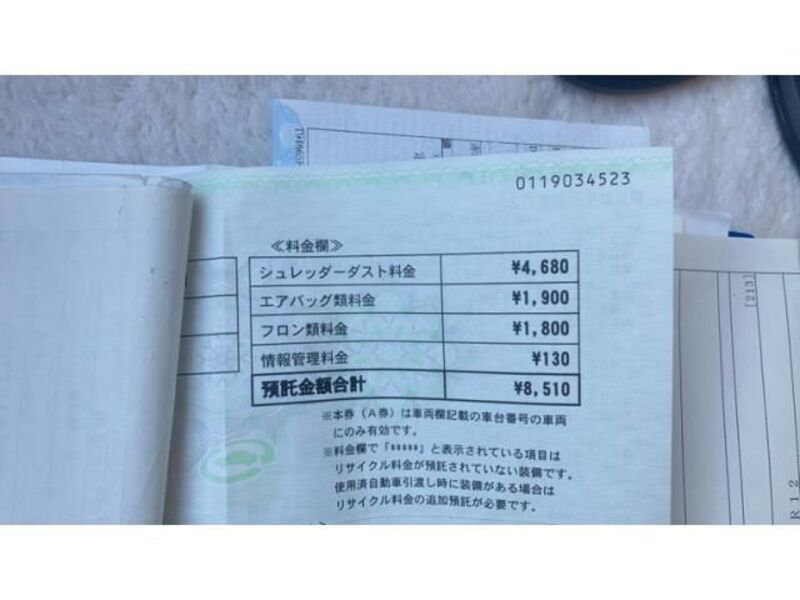 0119034523
≪料金欄≫
シュレッダーダスト料金 ¥4,680
エアバッグ類料金 ¥1,900
フロン類料金 ¥1,800
情報管理料金 ¥130
預託金額合計 ¥8,510
※本券（A券）は車両欄記載の車台番号の車両
にのみ有効です。
※料金欄で「*****」と表示されている項目は
リサイクル料金が預託されていない装備です。
使用済自動車引渡し時に装備がある場合は
リサイクル料金の追加預託が必要です。
[213]
R12